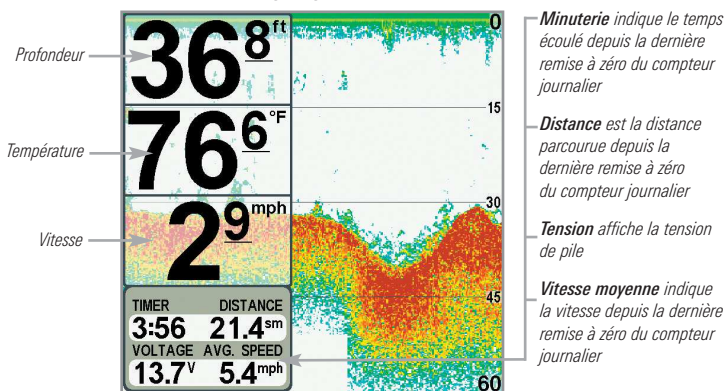 Profondeur
Température
Vitesse
36 8 ft
76 6 °F
2 9 mph
TIMER DISTANCE
3:56 21.4 sm
VOLTAGE AVG. SPEED
13.7 V 5.4 mph
0
15
30
45
60
Minuterie indique le temps
écoulé depuis la dernière
remise à zéro du compteur
journalier
Distance est la distance
parcourue depuis la
dernière remise à zéro
du compteur journalier
Tension affiche la tension
de pile
Vitesse moyenne indique
la vitesse depuis la dernière
remise à zéro du compteur
journalier